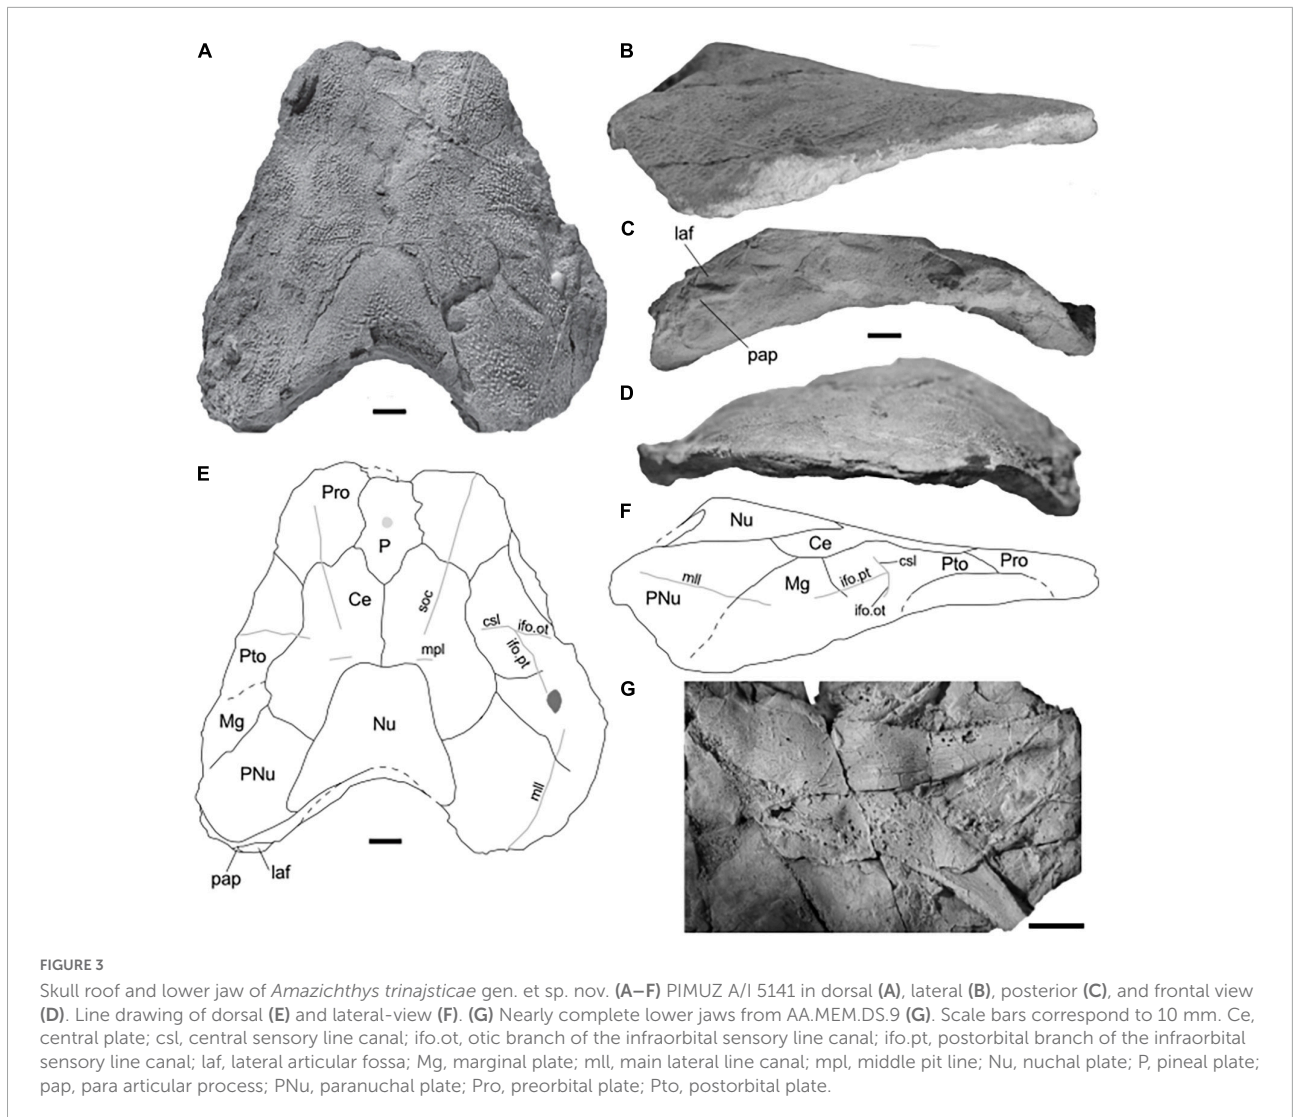 A
B
C
laf
pap
D
E
Pro
P
Ce
soc
csl
ifo.ot
ifo.pt
mpl
Pto
Mg
Nu
PNu
mll
pap
laf
F
Nu
Ce
csl
Pto
Pro
mll
Mg
ifo.pt
PNu
ifo.ot
G
FIGURE 3
Skull roof and lower jaw of Amazichthys trinajsticae gen. et sp. nov. (A–F) PIMUZ A/I 5141 in dorsal (A), lateral (B), posterior (C), and frontal view
(D). Line drawing of dorsal (E) and lateral-view (F). (G) Nearly complete lower jaws from AA.MEM.DS.9 (G). Scale bars correspond to 10 mm. Ce,
central plate; csl, central sensory line canal; ifo.ot, otic branch of the infraorbital sensory line canal; ifo.pt, postorbital branch of the infraorbital
sensory line canal; laf, lateral articular fossa; Mg, marginal plate; mll, main lateral line canal; mpl, middle pit line; Nu, nuchal plate; P, pineal plate;
pap, para articular process; PNu, paranuchal plate; Pro, preorbital plate; Pto, postorbital plate.